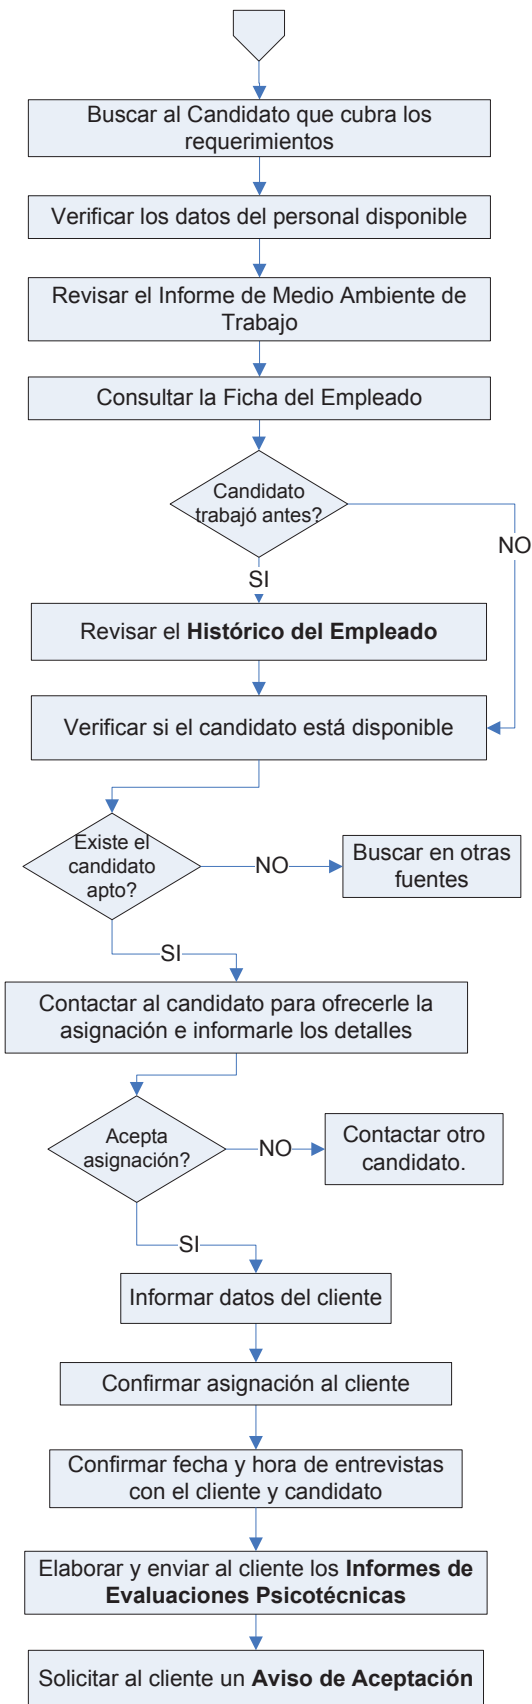 Buscar al Candidato que cubra los
requerimientos
Verificar los datos del personal disponible
Revisar el Informe de Medio Ambiente de
Trabajo
Consultar la Ficha del Empleado
Candidato
trabajó antes?
NO
SI
Revisar el Histórico del Empleado
Verificar si el candidato está disponible
Existe el
candidato
apto?
NO
Buscar en otras
fuentes
SI
Contactar al candidato para ofrecerle la
asignación e informarle los detalles
Acepta
asignación?
NO
Contactar otro
candidato.
SI
Informar datos del cliente
Confirmar asignación al cliente
Confirmar fecha y hora de entrevistas
con el cliente y candidato
Elaborar y enviar al cliente los Informes de
Evaluaciones Psicotécnicas
Solicitar al cliente un Aviso de Aceptación